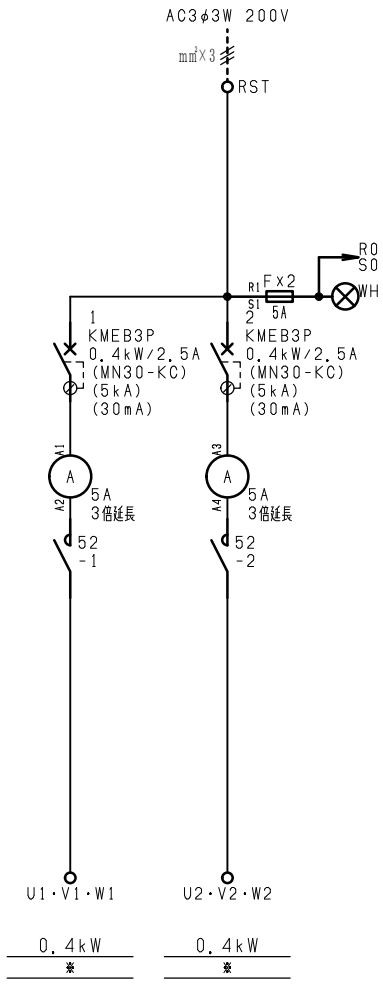 AC3φ3W 200V
mm²×3
RST
R0
S0
R1
F×2
WH
S1
5A
1
KMEB3P
0.4kW/2.5A
(MN30-KC)
(5kA)
(30mA)
2
KMEB3P
0.4kW/2.5A
(MN30-KC)
(5kA)
(30mA)
A1
A
A2
5A
3倍延長
A3
A
A4
5A
3倍延長
52
-1
52
-2
U1・V1・W1
U2・V2・W2
0.4kW
※
0.4kW
※